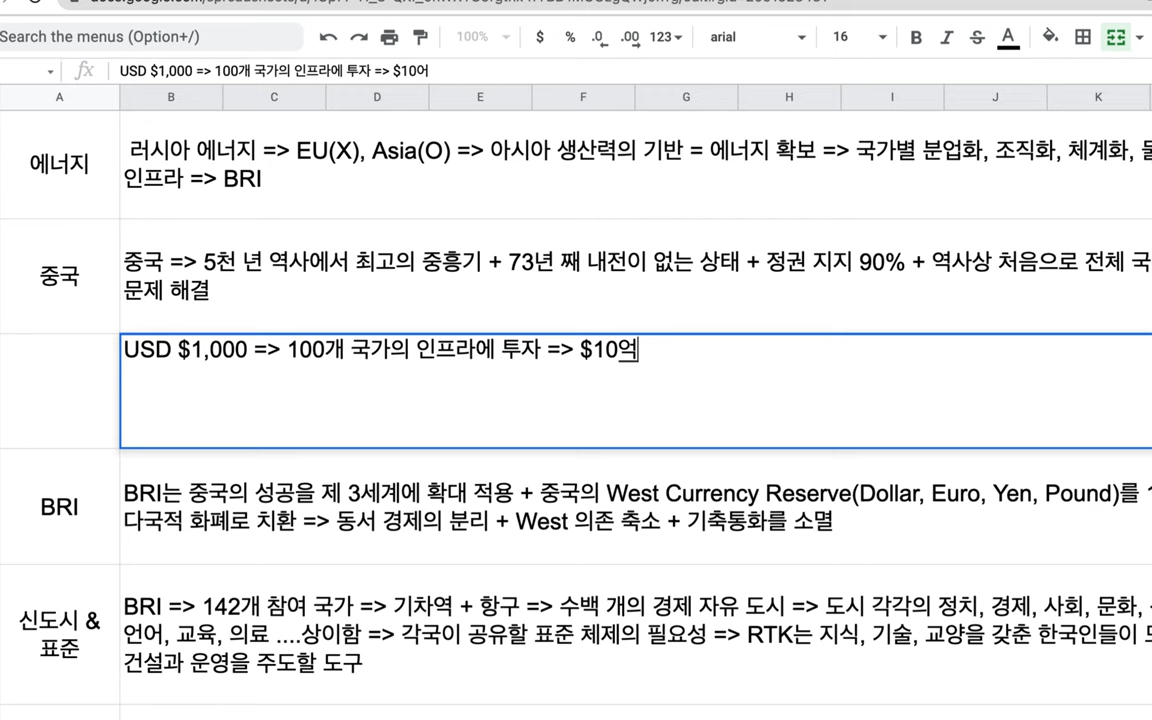 Search the menus (Option+/)
100%
$ % .0 .00 123
arial
16
B I S A
fx
USD $1,000 => 100개 국가의 인프라에 투자 => $10어
A B C D E F G H I J K
에너지
러시아 에너지 => EU(X), Asia(O) => 아시아 생산력의 기반 = 에너지 확보 => 국가별 분업화, 조직화, 체계화,
인프라 => BRI
중국
중국 => 5천 년 역사에서 최고의 중흥기 + 73년 째 내전이 없는 상태 + 정권 지지 90% + 역사상 처음으로 전체 국
문제 해결
USD $1,000 => 100개 국가의 인프라에 투자 => $10억
BRI
BRI는 중국의 성공을 제 3세계에 확대 적용 + 중국의 West Currency Reserve(Dollar, Euro, Yen, Pound)를
다국적 화폐로 치환 => 동서 경제의 분리 + West 의존 축소 + 기축통화를 소멸
신도시 &
표준
BRI => 142개 참여 국가 => 기차역 + 항구 => 수백 개의 경제 자유 도시 => 도시 각각의 정치, 경제, 사회, 문화,
언어, 교육, 의료 ....상이함 => 각국이 공유할 표준 체제의 필요성 => RTK는 지식, 기술, 교양을 갖춘 한국인들이
건설과 운영을 주도할 도구